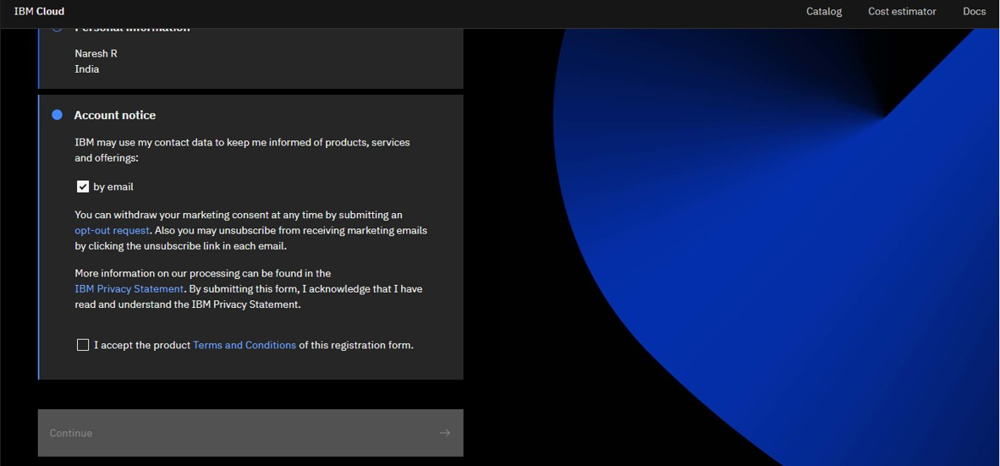 IBM Cloud
Catalog
Cost estimator
Docs
Personal information
Naresh R
India
Account notice
IBM may use my contact data to keep me informed of products, services
and offerings:
by email
You can withdraw your marketing consent at any time by submitting an
opt-out request. Also you may unsubscribe from receiving marketing emails
by clicking the unsubscribe link in each email.
More information on our processing can be found in the
IBM Privacy Statement. By submitting this form, I acknowledge that I have
read and understand the IBM Privacy Statement.
I accept the product Terms and Conditions of this registration form.
Continue